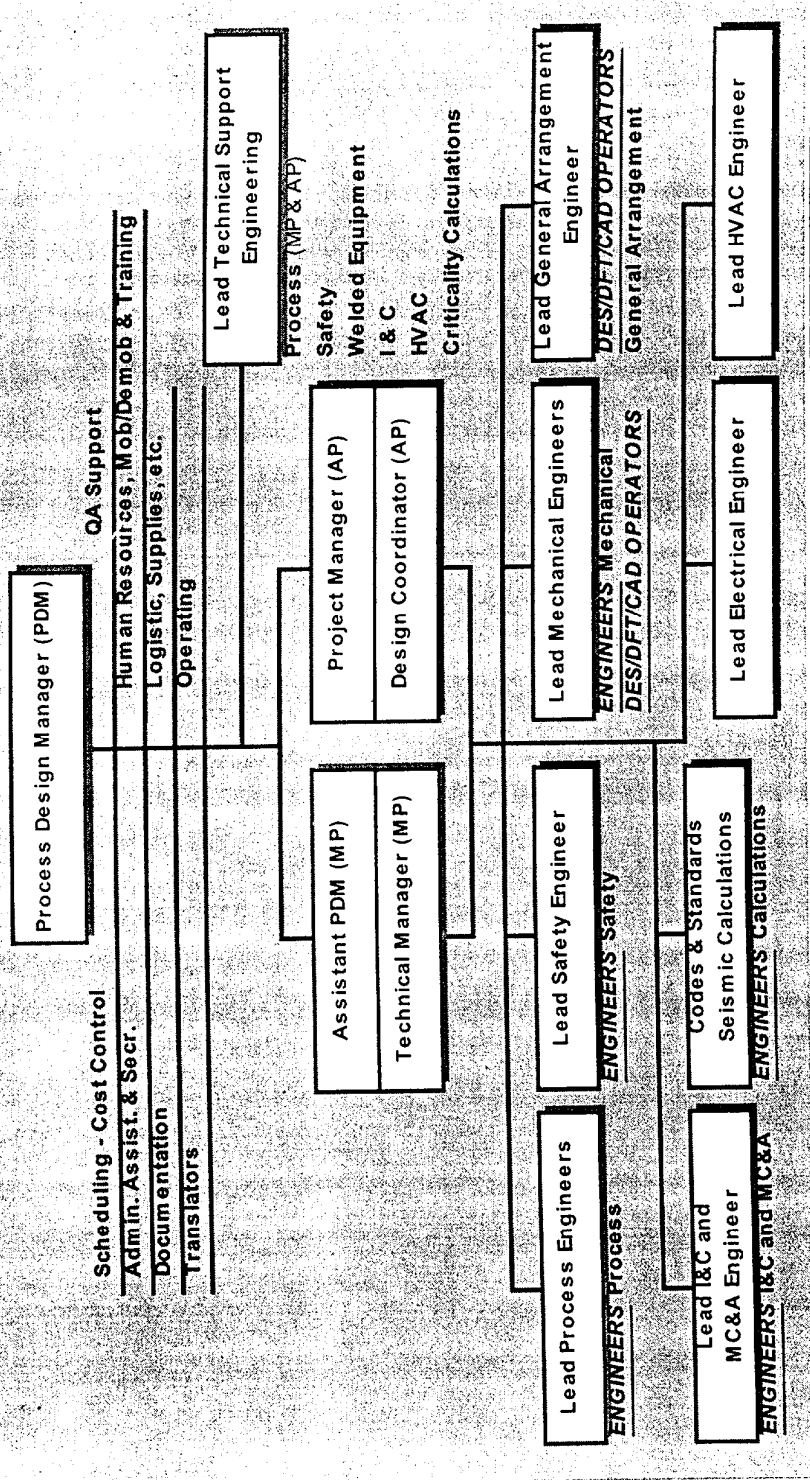 Process Design Manager (PDM)
Scheduling - Cost Control
Admin. Assist. & Secr.
Documentation
Translators
QA Support
Human Resources, Mob/Demob & Training
Logistic, Supplies, etc.
Operating
Lead Technical Support
Engineering
Process (MP & AP)
Safety
Welded Equipment
I & C
HVAC
Criticality Calculations
Assistant PDM (MP)
Technical Manager (MP)
Project Manager (AP)
Design Coordinator (AP)
Lead Process Engineers
ENGINEERS Process
Lead Safety Engineer
ENGINEERS Safety
Lead Mechanical Engineers
ENGINEERS Mechanical
DES/DFT/CAD OPERATORS
Lead General Arrangement
Engineer
DES/DFT/CAD OPERATORS
General Arrangement
Lead I&C and
MC&A Engineer
ENGINEERS I&C and MC&A
Codes & Standards
Seismic Calculations
ENGINEERS Calculations
Lead Electrical Engineer
Lead HVAC Engineer